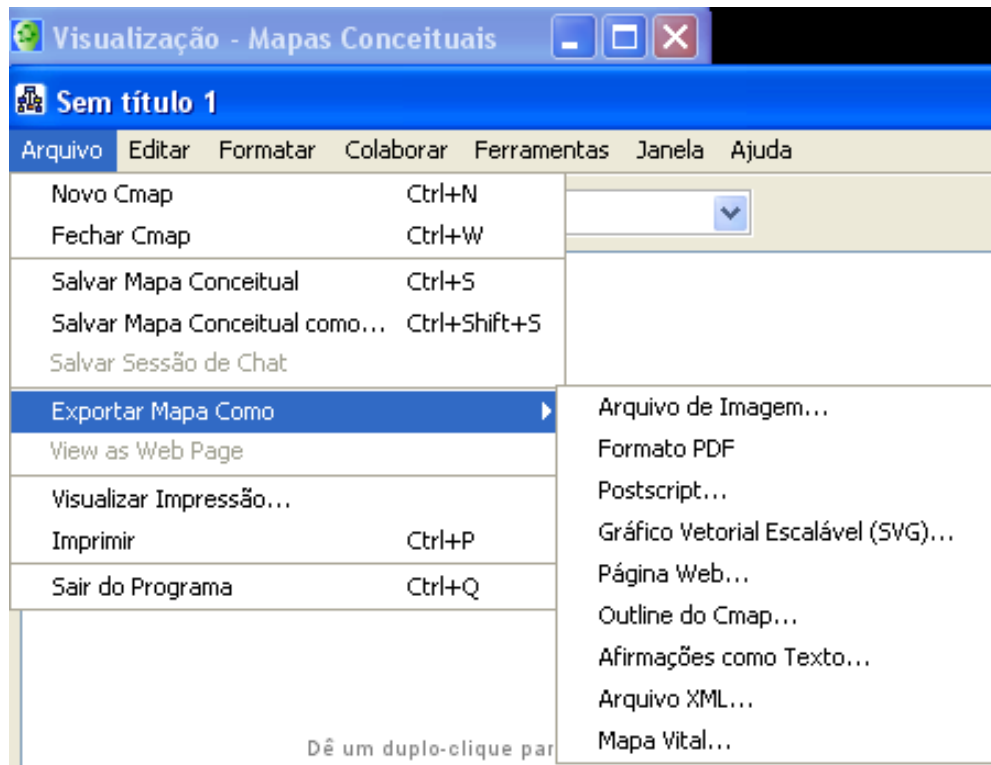 Visualização - Mapas Conceituais
Sem título 1
Arquivo Editar Formatar Colaborar Ferramentas Janela Ajuda
Novo Cmap Ctrl+N
Fechar Cmap Ctrl+W
Salvar Mapa Conceitual Ctrl+S
Salvar Mapa Conceitual como... Ctrl+Shift+S
Salvar Sessão de Chat
Exportar Mapa Como
View as Web Page
Visualizar Impressão...
Imprimir Ctrl+P
Sair do Programa Ctrl+Q
Arquivo de Imagem...
Formato PDF
Postscript...
Gráfico Vetorial Escalável (SVG)...
Página Web...
Outline do Cmap...
Afirmações como Texto...
Arquivo XML...
Mapa Vital...
Dê um duplo-clique par